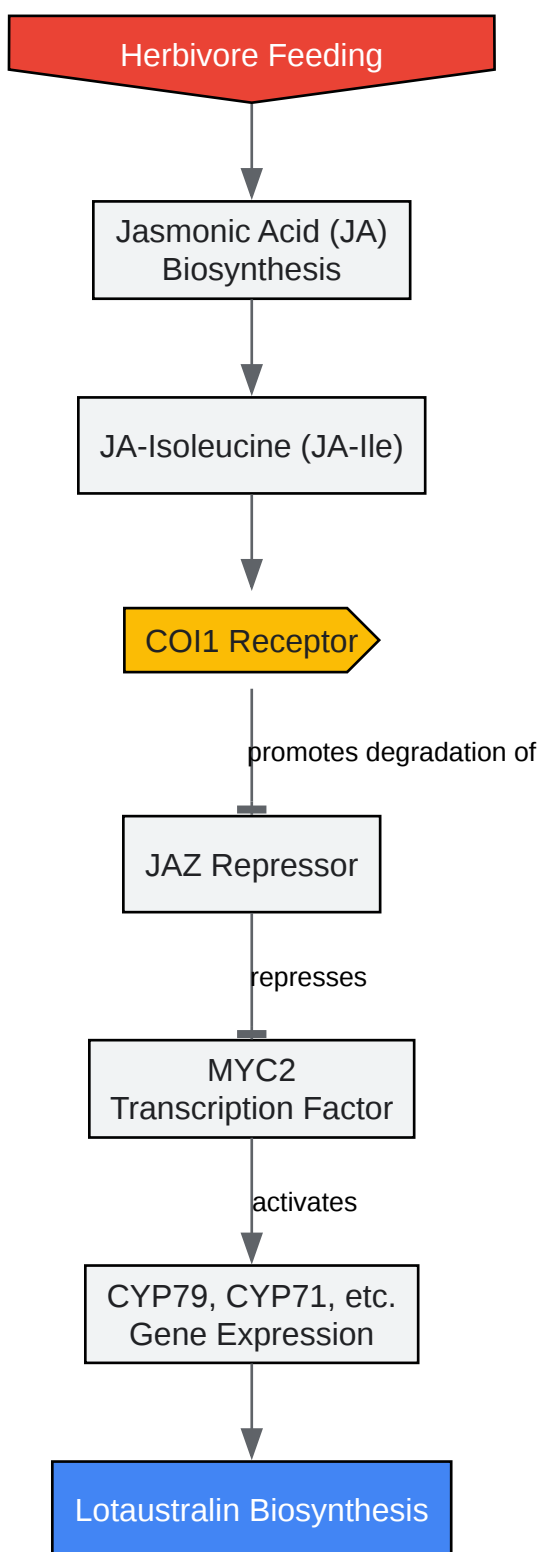 Herbivore Feeding
Jasmonic Acid (JA)
Biosynthesis
JA-Isoleucine (JA-Ile)
COI1 Receptor
promotes degradation of
JAZ Repressor
represses
MYC2
Transcription Factor
activates
CYP79, CYP71, etc.
Gene Expression
Lotaustralin Biosynthesis